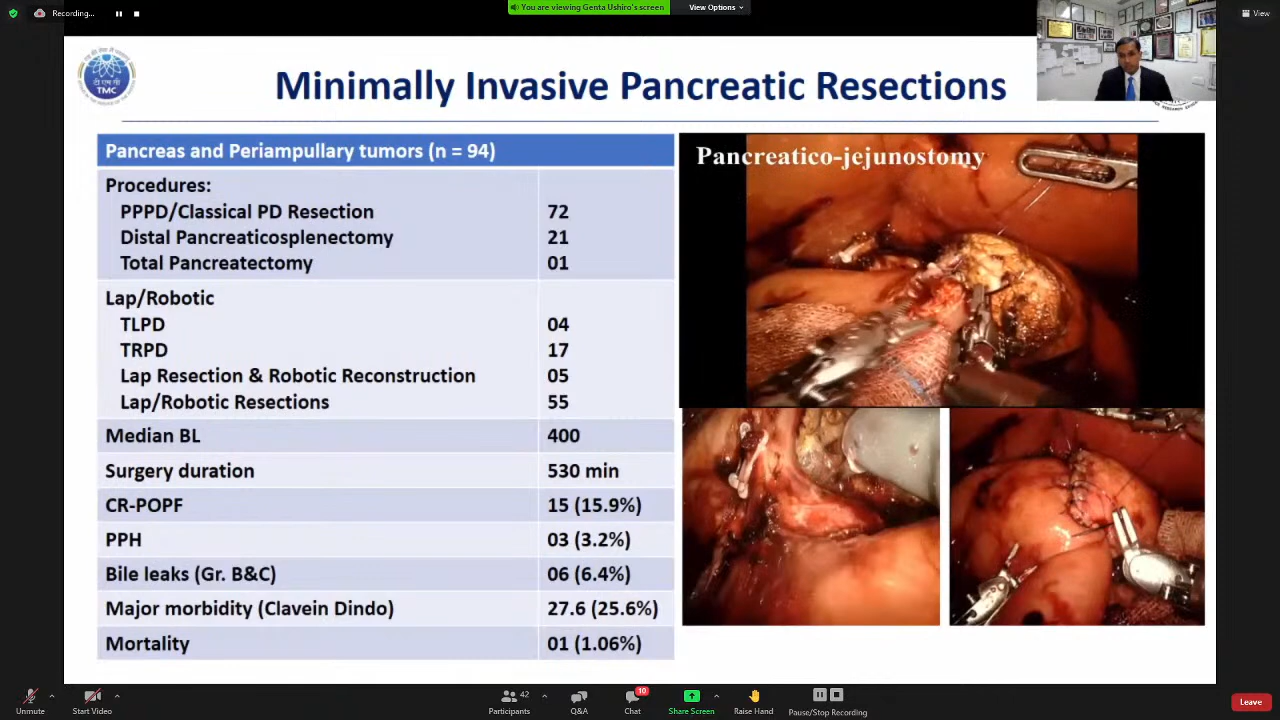 Recording...
You are viewing Genta Ushiro's screen
View Options
View
TMC
Minimally Invasive Pancreatic Resections
Pancreas and Periampullary tumors (n = 94)
Procedures:
PPPD/Classical PD Resection 72
Distal Pancreaticosplenectomy 21
Total Pancreatectomy 01
Lap/Robotic
TLPD 04
TRPD 17
Lap Resection & Robotic Reconstruction 05
Lap/Robotic Resections 55
Median BL 400
Surgery duration 530 min
CR-POPF 15 (15.9%)
PPH 03 (3.2%)
Bile leaks (Gr. B&C) 06 (6.4%)
Major morbidity (Clavein Dindo) 27.6 (25.6%)
Mortality 01 (1.06%)
Pancreatico-jejunostomy
Unmute
Start Video
42
Participants
Q&A
10
Chat
Share Screen
Raise Hand
Pause/Stop Recording
Leave